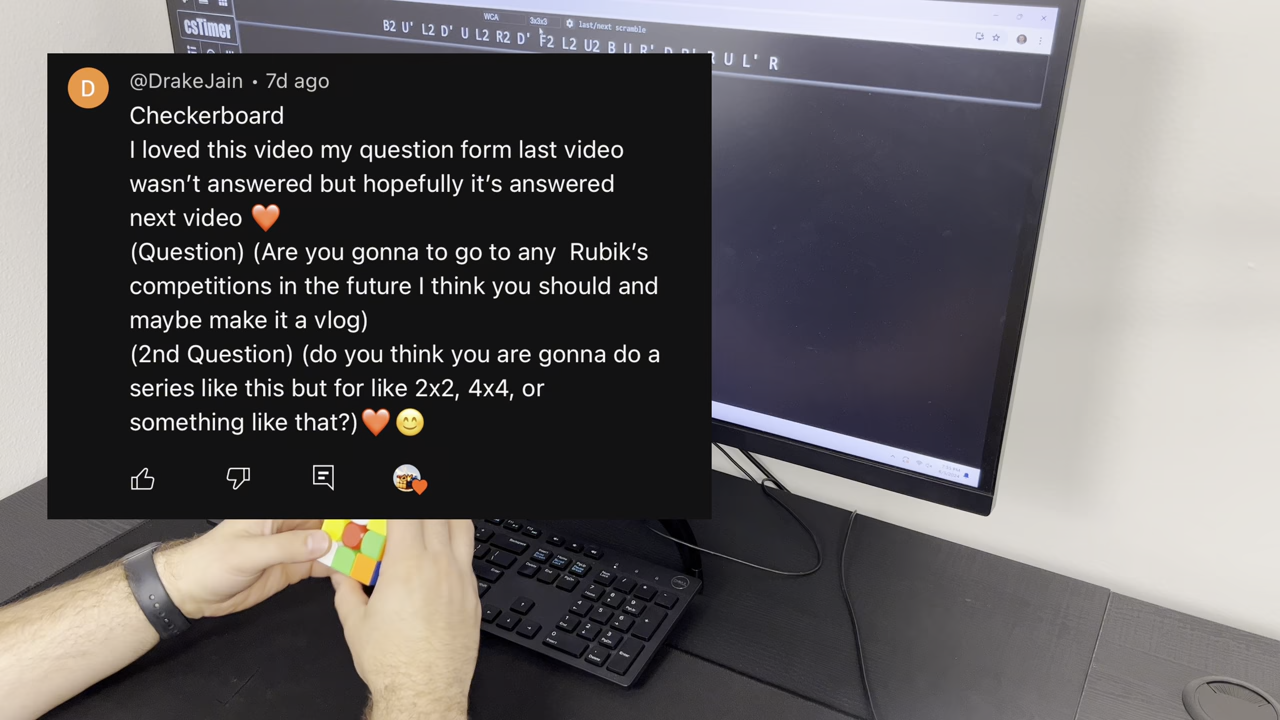 csTimer
WCA 3x3x3 last/next scramble
B2 U' L2 D' U L2 R2 D' F2 L2 U2 B U R' D R U L' R
D
@DrakeJain • 7d ago
Checkerboard
I loved this video my question form last video
wasn't answered but hopefully it's answered
next video ❤️
(Question) (Are you gonna to go to any Rubik's
competitions in the future I think you should and
maybe make it a vlog)
(2nd Question) (do you think you are gonna do a
series like this but for like 2x2, 4x4, or
something like that?)❤️😊
DELL